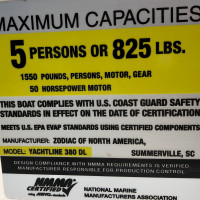 MAXIMUM CAPACITIES
5 PERSONS OR 825 LBS.
1550 POUNDS, PERSONS, MOTOR, GEAR
50 HORSEPOWER MOTOR
THIS BOAT COMPLIES WITH U.S. COAST GUARD SAFETY
STANDARDS IN EFFECT ON THE DATE OF CERTIFICATION
MEETS U.S. EPA EVAP STANDARDS USING CERTIFIED COMPONENTS
MANUFACTURER: ZODIAC OF NORTH AMERICA,
MODEL: YACHTLINE 380 DL SUMMERVILLE, SC
DESIGN COMPLIANCE WITH NMMA REQUIREMENTS IS VERIFIED.
MANUFACTURER RESPONSIBLE FOR PRODUCTION CONTROL.
NMMA
CERTIFIED
NATIONAL MARINE
MANUFACTURERS ASSOCIATION